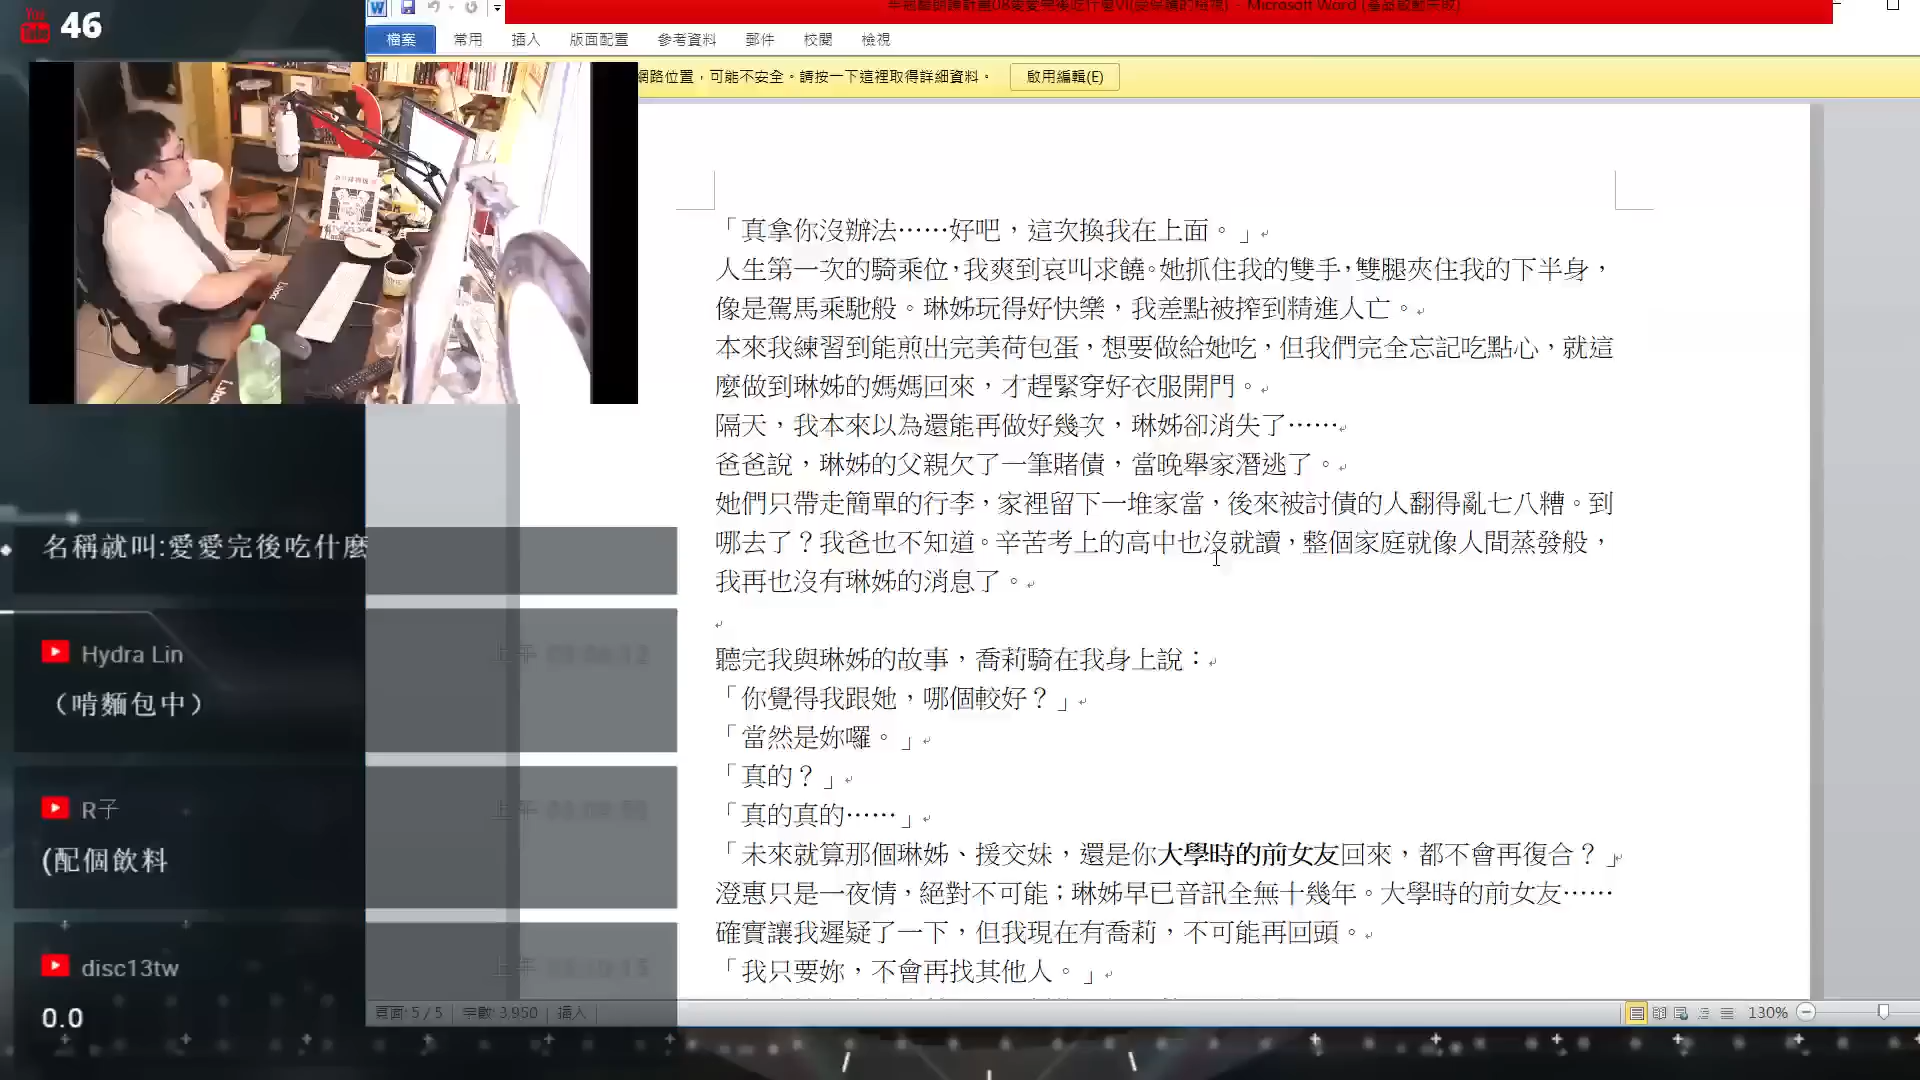 46
檔案 常用 插入 版面配置 參考資料 郵件 校閱 檢視
網路位置，可能不安全。請按一下這裡取得詳細資料。 啟用編輯(E)
「真拿你沒辦法……好吧，這次換我在上面。」
人生第一次的騎乘位，我爽到哀叫求饒。她抓住我的雙手，雙腿夾住我的下半身，
像是駕馬乘馳般。琳姊玩得好快樂，我差點被搾到精進人亡。
本來我練習到能煎出完美荷包蛋，想要做給她吃，但我們完全忘記吃點心，就這
麼做到琳姊的媽媽回來，才趕緊穿好衣服開門。
隔天，我本來以為還能再做好幾次，琳姊卻消失了……
爸爸說，琳姊的父親欠了一筆賭債，當晚舉家潛逃了。
她們只帶走簡單的行李，家裡留下一堆家當，後來被討債的人翻得亂七八糟。到
哪去了？我爸也不知道。辛苦考上的高中也沒就讀，整個家庭就像人間蒸發般，
我再也沒有琳姊的消息了。
聽完我與琳姊的故事，喬莉騎在我身上說：
「你覺得我跟她，哪個較好？」
「當然是妳囉。」
「真的？」
「真的真的……」
「未來就算那個琳姊、援交妹，還是你大學時的前女友回來，都不會再復合？」
澄惠只是一夜情，絕對不可能；琳姊早已音訊全無十幾年。大學時的前女友……
確實讓我遲疑了一下，但我現在有喬莉，不可能再回頭。
「我只要妳，不會再找其他人。」
名稱就叫:愛愛完後吃什麼
Hydra Lin
（啃麵包中）
R子
(配個飲料
disc13tw
0.0
頁面: 5 / 5 字數: 3,950 插入
130%